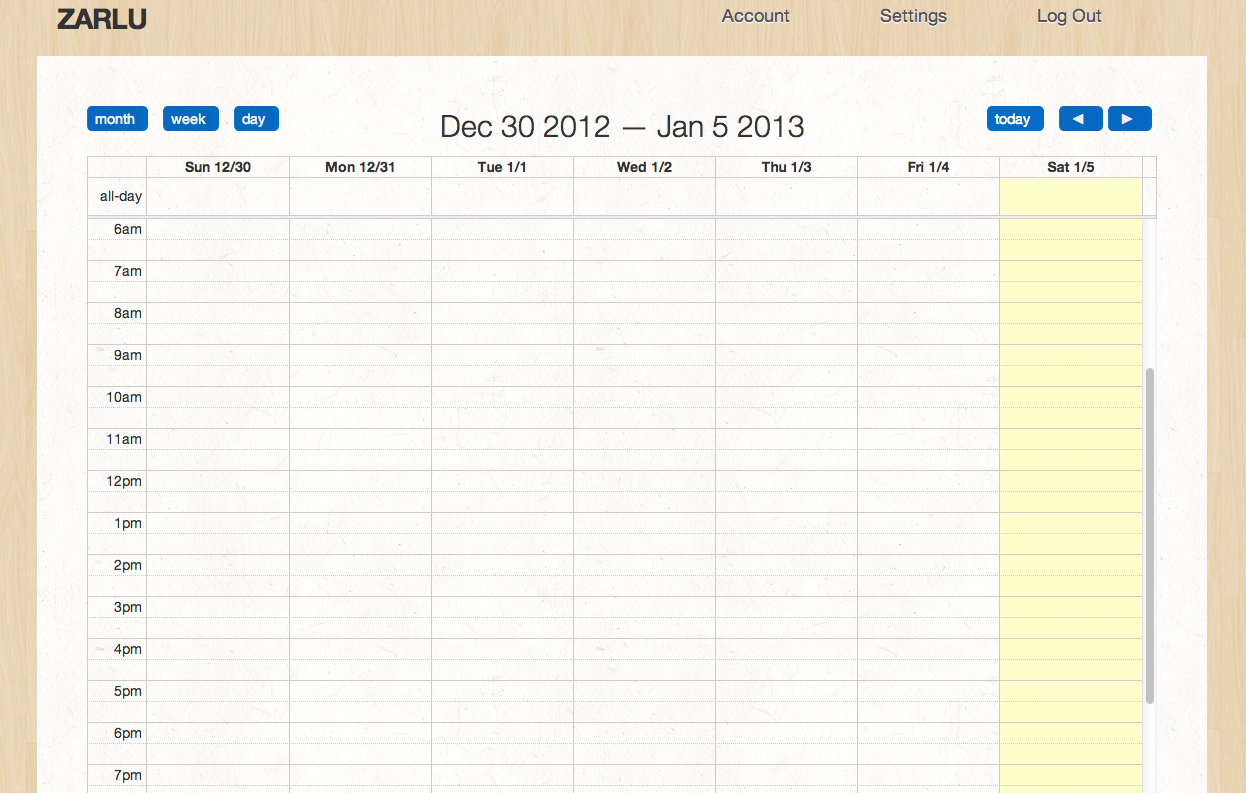 ZARLU Account Settings Log Out
month week day Dec 30 2012 — Jan 5 2013 today ◄ ►
Sun 12/30 Mon 12/31 Tue 1/1 Wed 1/2 Thu 1/3 Fri 1/4 Sat 1/5
all-day
6am
7am
8am
9am
10am
11am
12pm
1pm
2pm
3pm
4pm
5pm
6pm
7pm